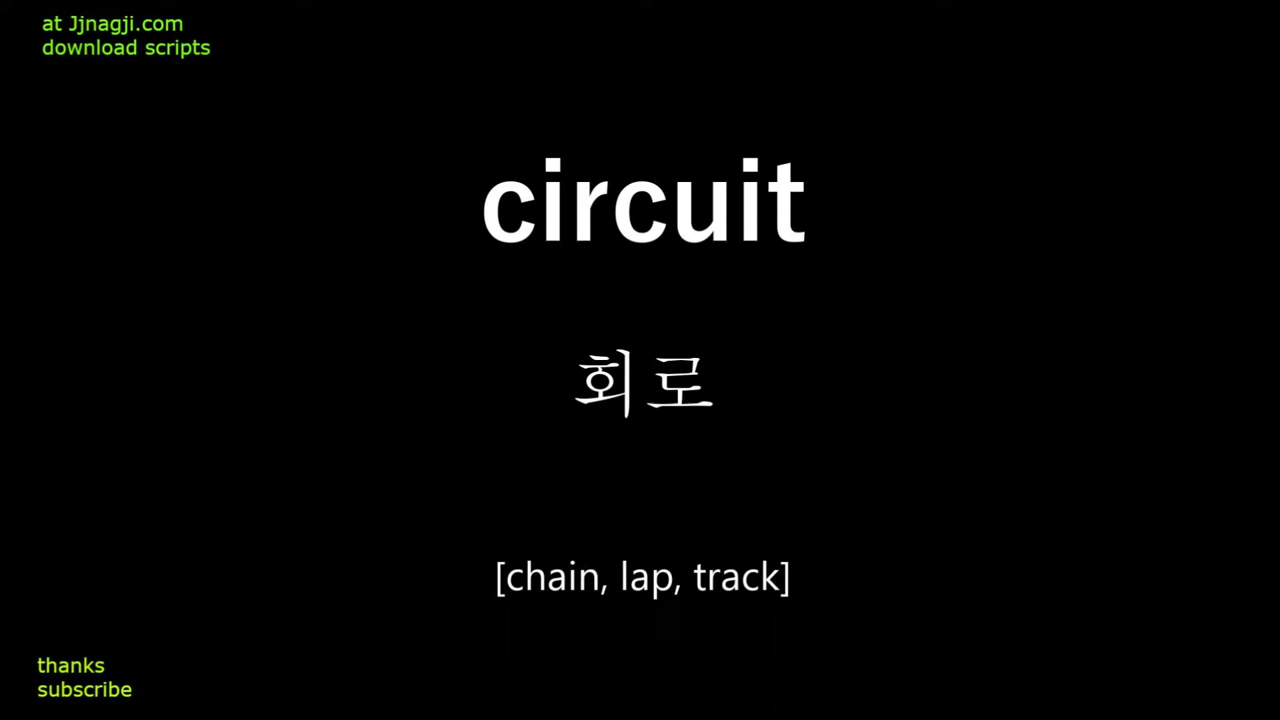 at Jjnagji.com
download scripts
circuit
회로
[chain, lap, track]
thanks
subscribe